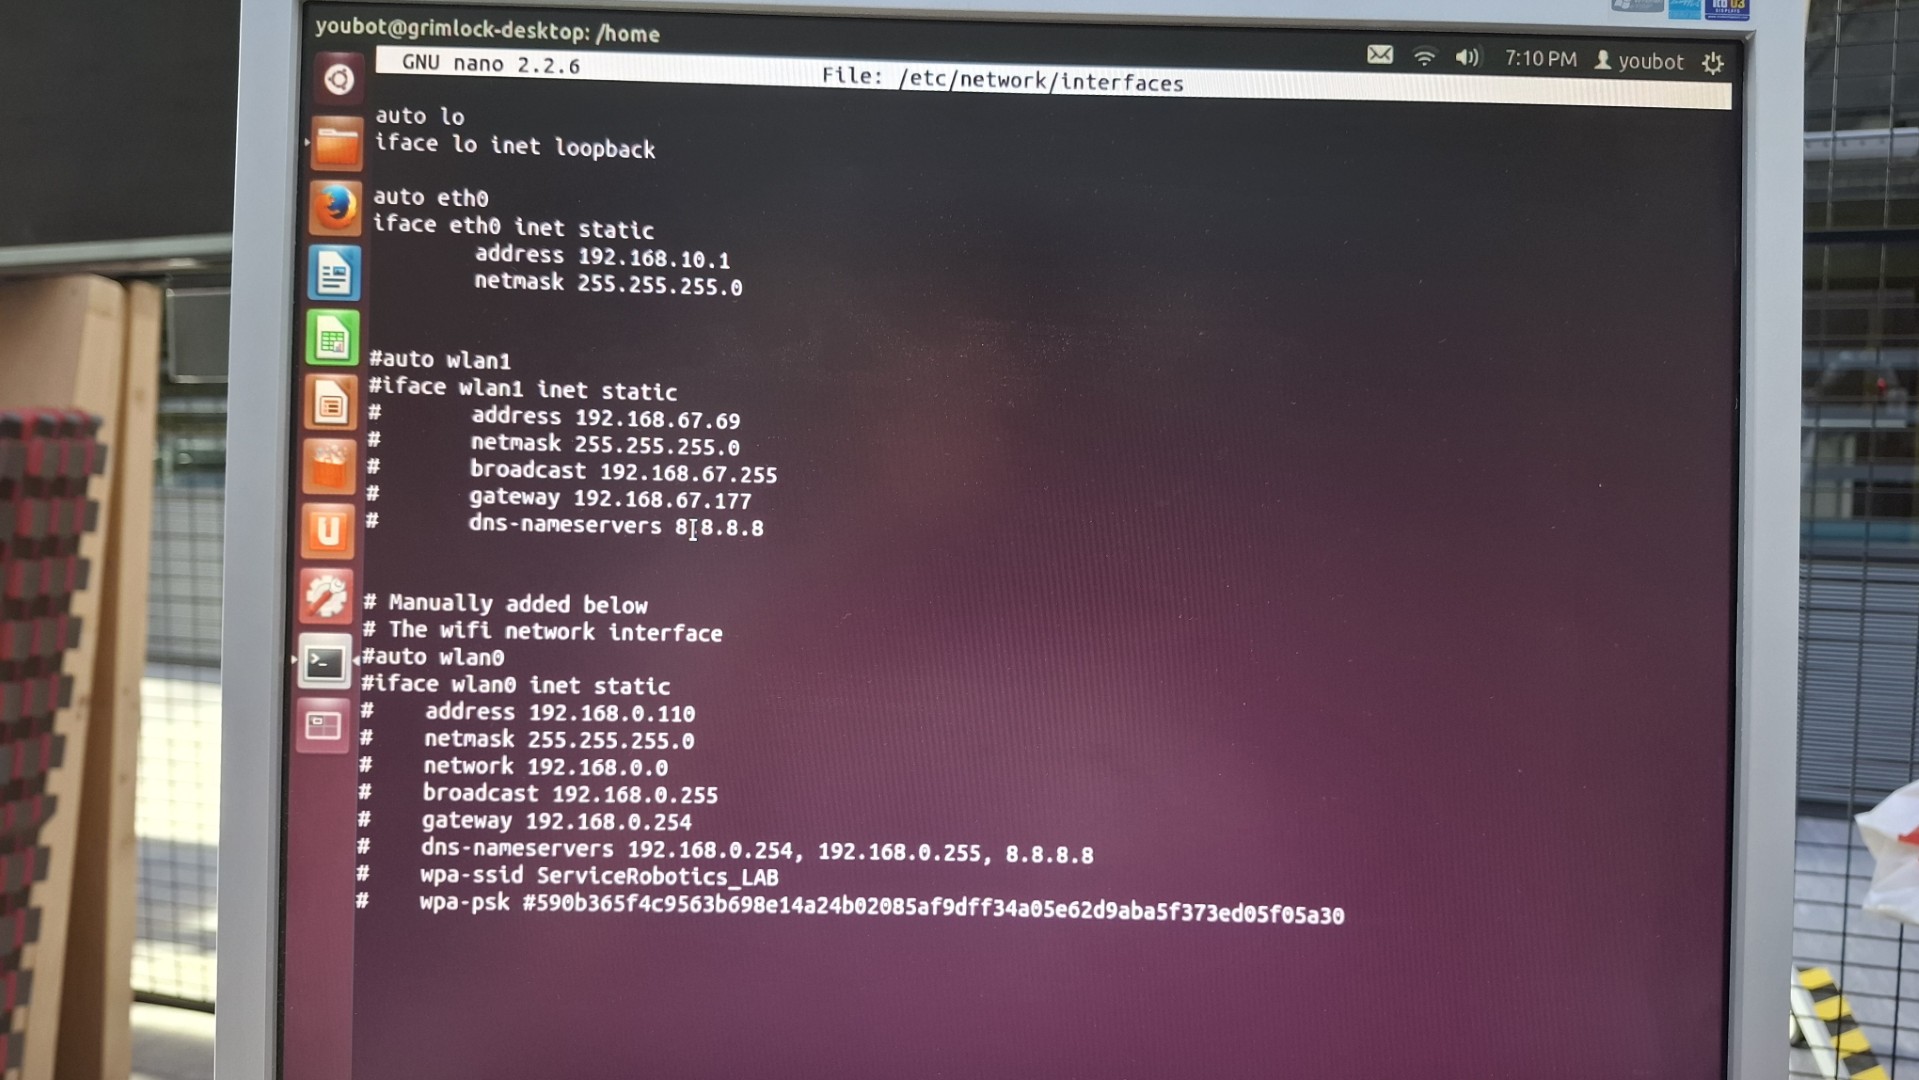 youbot@grimlock-desktop: /home
7:10 PM youbot
GNU nano 2.2.6 File: /etc/network/interfaces
auto lo
iface lo inet loopback
auto eth0
iface eth0 inet static
address 192.168.10.1
netmask 255.255.255.0
#auto wlan1
#iface wlan1 inet static
# address 192.168.67.69
# netmask 255.255.255.0
# broadcast 192.168.67.255
# gateway 192.168.67.177
# dns-nameservers 8.8.8.8
# Manually added below
# The wifi network interface
#auto wlan0
#iface wlan0 inet static
# address 192.168.0.110
# netmask 255.255.255.0
# network 192.168.0.0
# broadcast 192.168.0.255
# gateway 192.168.0.254
# dns-nameservers 192.168.0.254, 192.168.0.255, 8.8.8.8
# wpa-ssid ServiceRobotics_LAB
# wpa-psk #590b365f4c9563b698e14a24b02085af9dff34a05e62d9aba5f373ed05f05a30